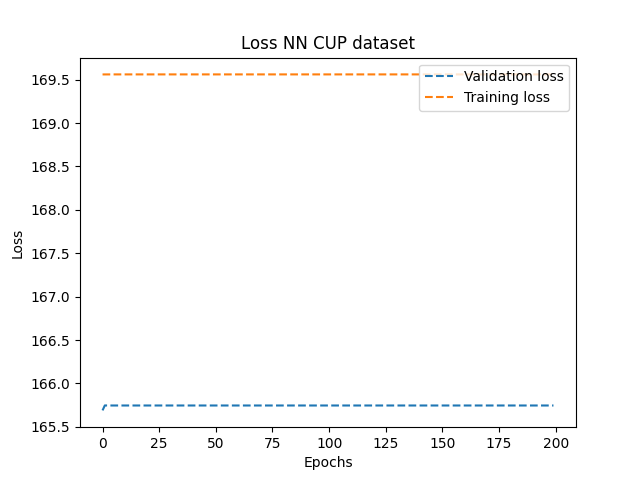 Loss NN CUP dataset
Validation loss
Training loss
169.5
169.0
168.5
168.0
167.5
167.0
166.5
166.0
165.5
Loss
0 25 50 75 100 125 150 175 200
Epochs